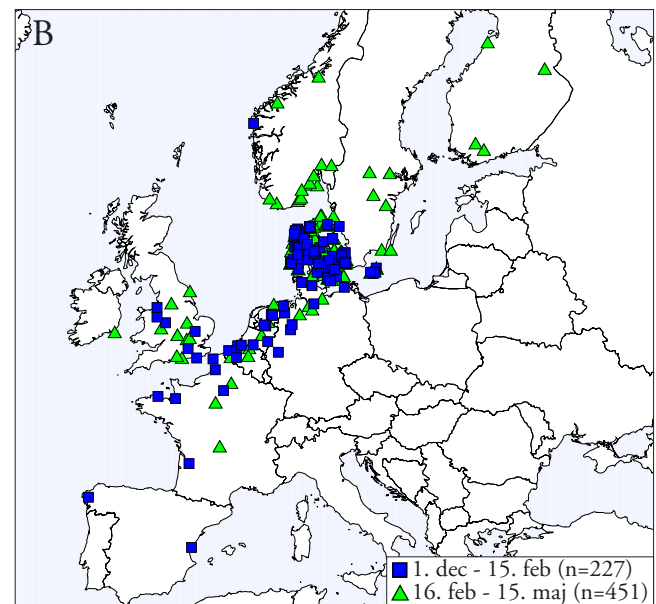 B
1. dec - 15. feb (n=227)
16. feb - 15. maj (n=451)